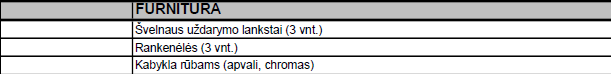 FURNITŪRA
Švelnaus uždarymo lankstai (3 vnt.)
Rankenėlės (3 vnt.)
Kabykla rūbams (apvali, chromas)